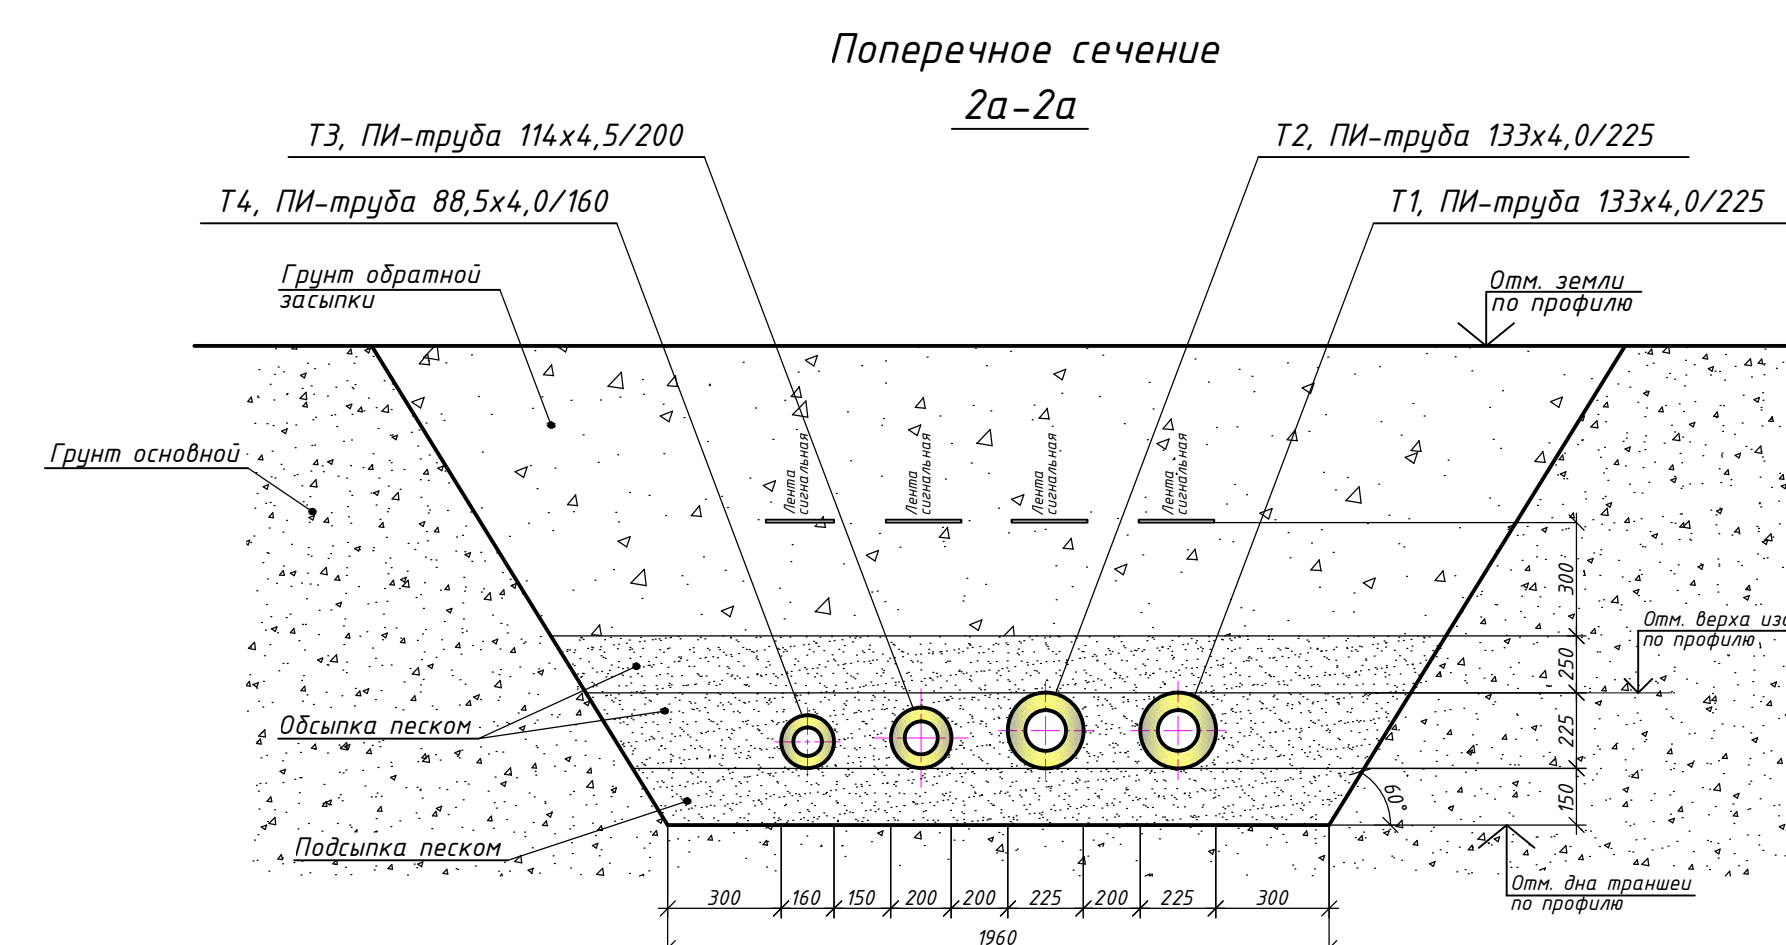 Поперечное сечение
2а-2а
Т3, ПИ-труба 114х4,5/200
Т2, ПИ-труба 133х4,0/225
Т4, ПИ-труба 88,5х4,0/160
Т1, ПИ-труба 133х4,0/225
Грунт обратной
засыпки
Отм. земли
по профилю
Грунт основной
Лента
сигнальная
Лента
сигнальная
Лента
сигнальная
Лента
сигнальная
300
Отм. верха
по профилю
250
Обсыпка песком
225
60°
150
Подсыпка песком
Отм. дна траншеи
по профилю
300 160 150 200 200 225 200 225 300
1960